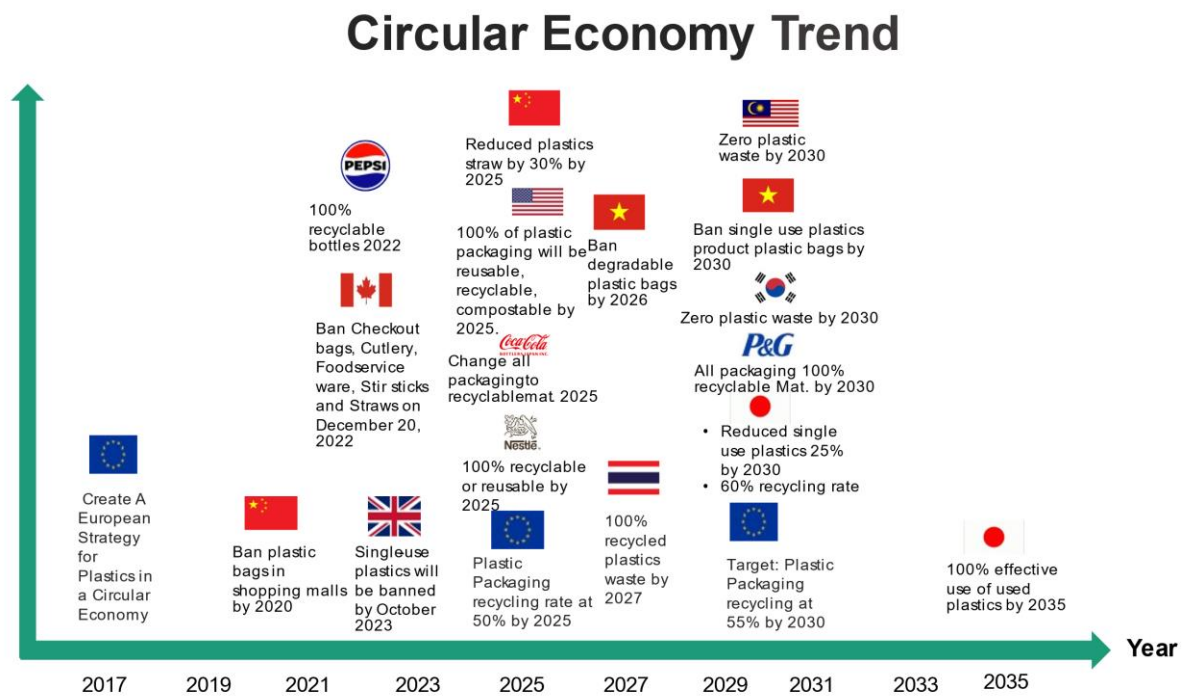 Circular Economy Trend
Reduced plastics
straw by 30% by
2025
Zero plastic
waste by 2030
PEPSI
100%
recyclable
bottles 2022
100% of plastic
packaging will be
reusable,
recyclable,
compostable by
2025.
Ban
degradable
plastic bags
by 2026
Ban single use plastics
product plastic bags by
2030
Ban Checkout
bags, Cutlery,
Foodservice
ware, Stir sticks
and Straws on
December 20,
2022
Zero plastic waste by 2030
Coca-Cola
BOTTLERS JAPAN INC.
Change all
packagingto
recyclablemat. 2025
P&G
All packaging 100%
recyclable Mat. by 2030
Nestlé.
100% recyclable
or reusable by
2025
• Reduced single
use plastics 25%
by 2030
• 60% recycling rate
Create A
European
Strategy
for
Plastics in
a Circular
Economy
Ban plastic
bags in
shopping malls
by 2020
Single-use
plastics will
be banned
by October
2023
Plastic
Packaging
recycling rate at
50% by 2025
100%
recycled
plastics
waste by
2027
Target: Plastic
Packaging
recycling at
55% by 2030
100% effective
use of used
plastics by 2035
Year
2017 2019 2021 2023 2025 2027 2029 2031 2033 2035